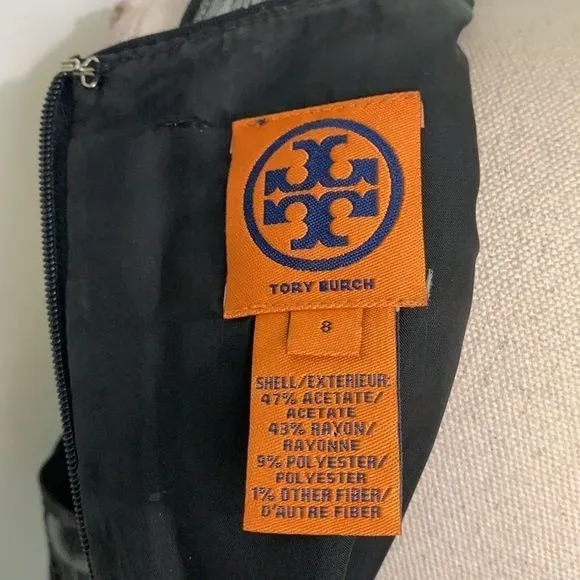 TORY BURCH
8
SHELL/EXTERIEUR:
47% ACETATE/
ACETATE
43% RAYON/
RAYONNE
9% POLYESTER/
POLYESTER
1% OTHER FIBER/
D'AUTRE FIBER/